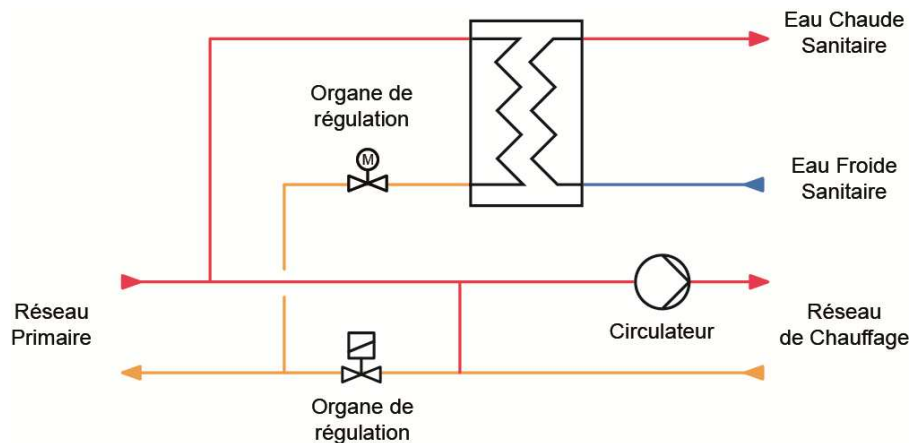 Eau Chaude
Sanitaire
Organe de
régulation
M
Eau Froide
Sanitaire
Réseau
Primaire
Circulateur
Réseau
de Chauffage
Organe de
régulation